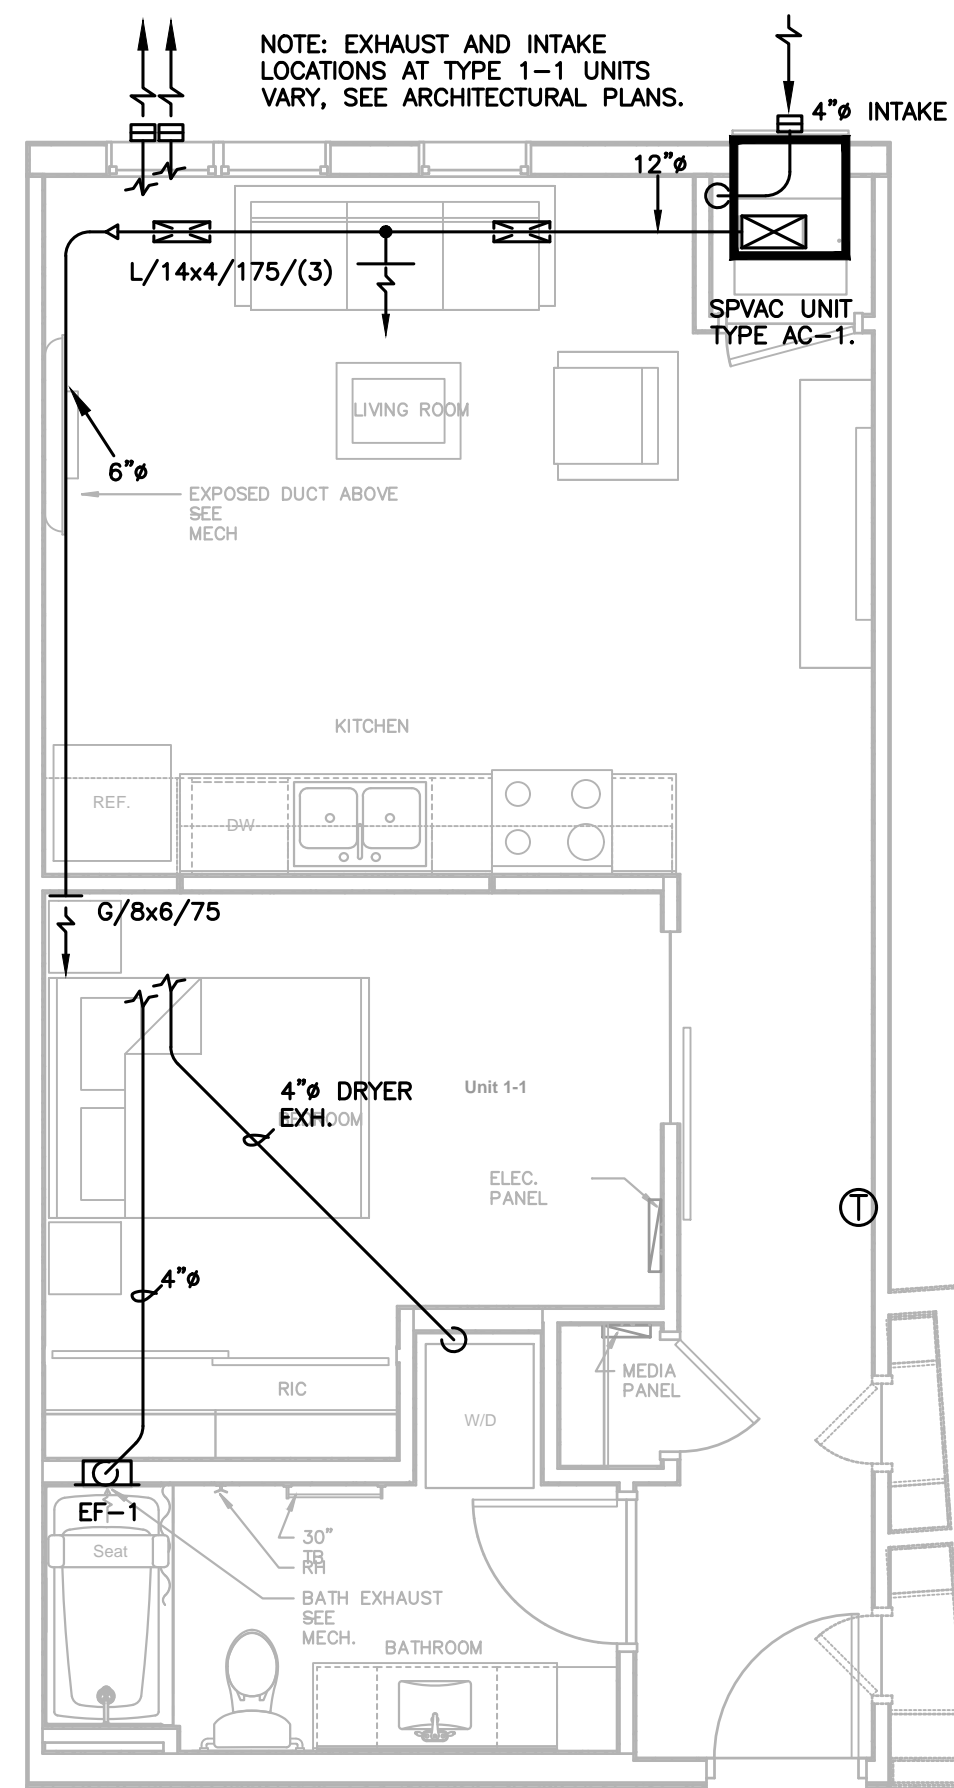 NOTE: EXHAUST AND INTAKE
LOCATIONS AT TYPE 1-1 UNITS
VARY, SEE ARCHITECTURAL PLANS.
4"ø INTAKE
12"ø
L/14x4/175/(3)
SPVAC UNIT
TYPE AC-1.
LIVING ROOM
6"ø
EXPOSED DUCT ABOVE
SEE
MECH
KITCHEN
REF.
DW
G/8x6/75
4"ø DRYER
EXH.
BEDROOM
Unit 1-1
ELEC.
PANEL
T
4"ø
MEDIA
PANEL
RIC
W/D
EF-1
Seat
30"
TB
RH
BATH EXHAUST
SEE
MECH.
BATHROOM